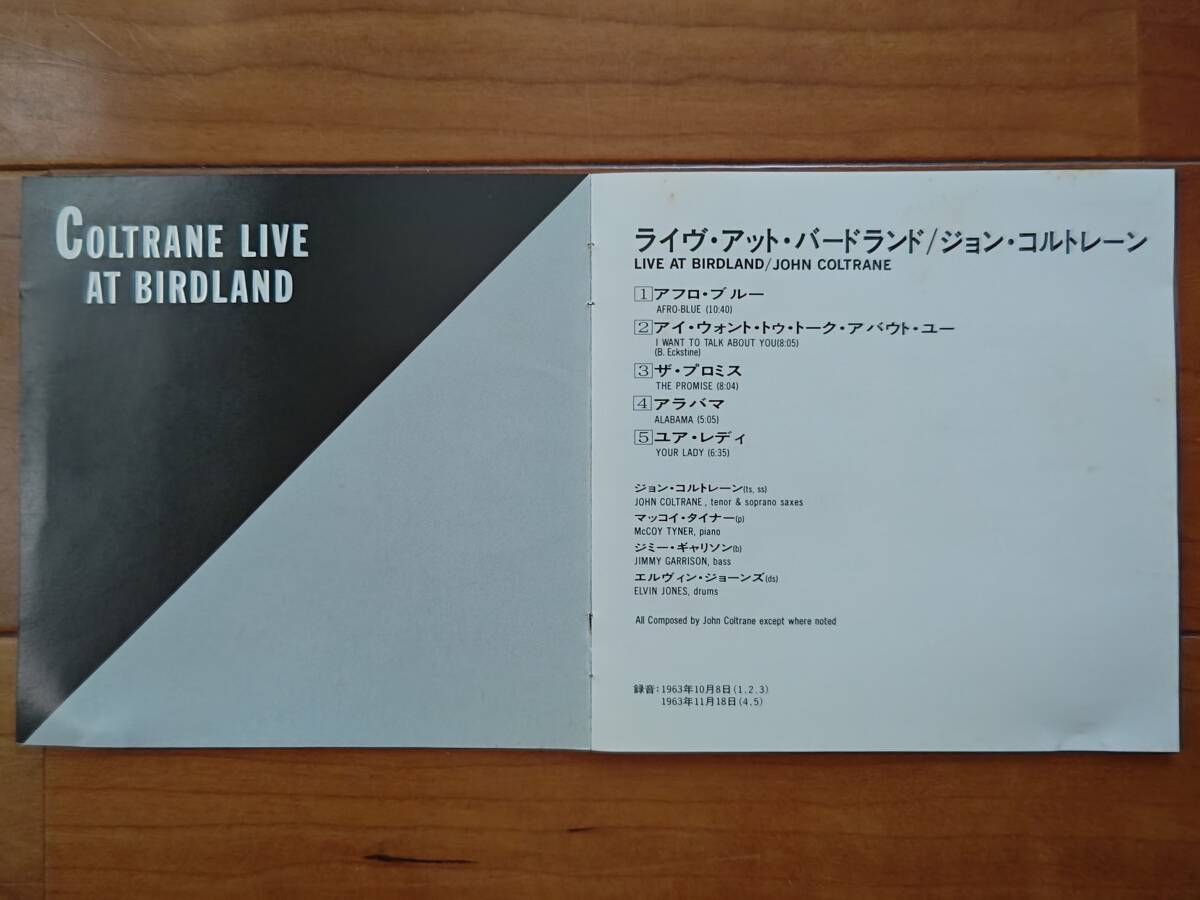 COLTRANE LIVE
AT BIRDLAND
ライヴ・アット・バードランド/ジョン・コルトレーン
LIVE AT BIRDLAND/JOHN COLTRANE
1 アフロ・ブルー
AFRO-BLUE (10:40)
2 アイ・ウォント・トゥ・トーク・アバウト・ユー
I WANT TO TALK ABOUT YOU(8:05)
(B. Eckstine)
3 ザ・プロミス
THE PROMISE (8:04)
4 アラバマ
ALABAMA (5:05)
5 ユア・レディ
YOUR LADY (6:35)
ジョン・コルトレーン(ts, ss)
JOHN COLTRANE, tenor & soprano saxes
マッコイ・タイナー(p)
McCOY TYNER, piano
ジミー・ギャリソン(b)
JIMMY GARRISON, bass
エルヴィン・ジョーンズ(ds)
ELVIN JONES, drums
All Composed by John Coltrane except where noted
録音:1963年10月8日(1,2,3)
1963年11月18日(4,5)